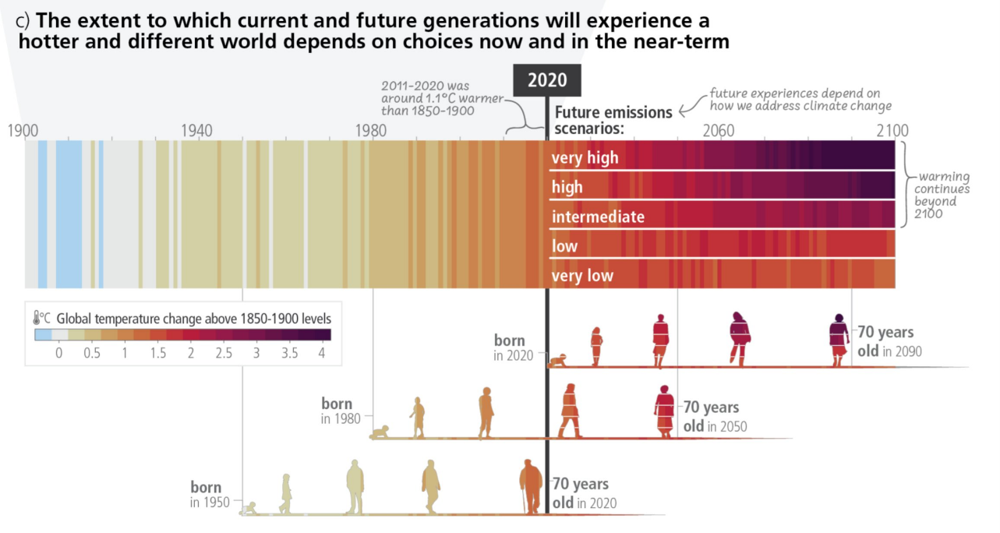 c) The extent to which current and future generations will experience a
hotter and different world depends on choices now and in the near-term
2020
2011-2020 was
around 1.1°C warmer
than 1850-1900
future experiences depend on
how we address climate change
Future emissions
scenarios:
1900
1940
1980
2060
2100
very high
high
intermediate
low
very low
warming
continues
beyond
2100
°C Global temperature change above 1850-1900 levels
0 0.5 1 1.5 2 2.5 3 3.5 4
born
in 2020
70 years
old in 2090
born
in 1980
70 years
old in 2050
born
in 1950
70 years
old in 2020